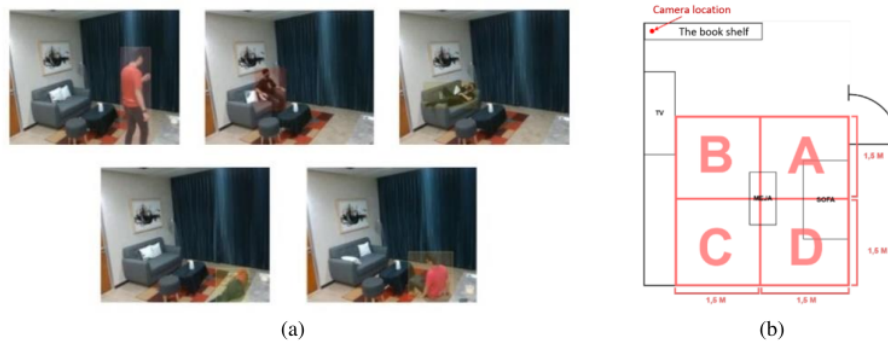 Camera location
The book shelf
TV
B
A
1,5 M
MEJA
SOFA
C
D
1,5 M
1,5 M
1,5 M
(a)
(b)